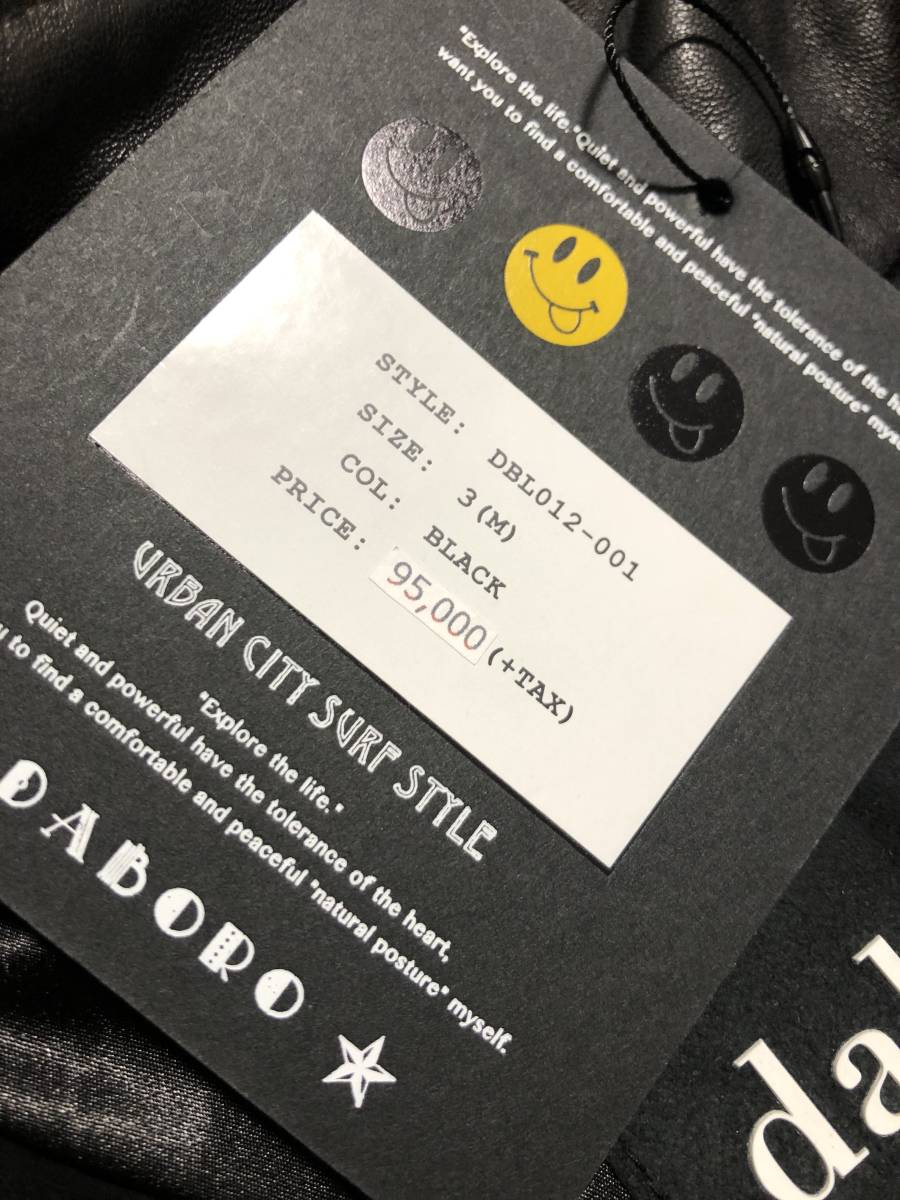 "Explore the life."Quiet and powerful have the tolerance of the
want you to find a comfortable and peaceful "natural posture"
STYLE: DBL012-001
SIZE: 3(M)
COL: BLACK
PRICE: 95,000(+TAX)
URBAN CITY SURF STYLE
"Explore the life."
Quiet and powerful have the tolerance of the heart,
to find a comfortable and peaceful "natural posture" myself.
DABORO